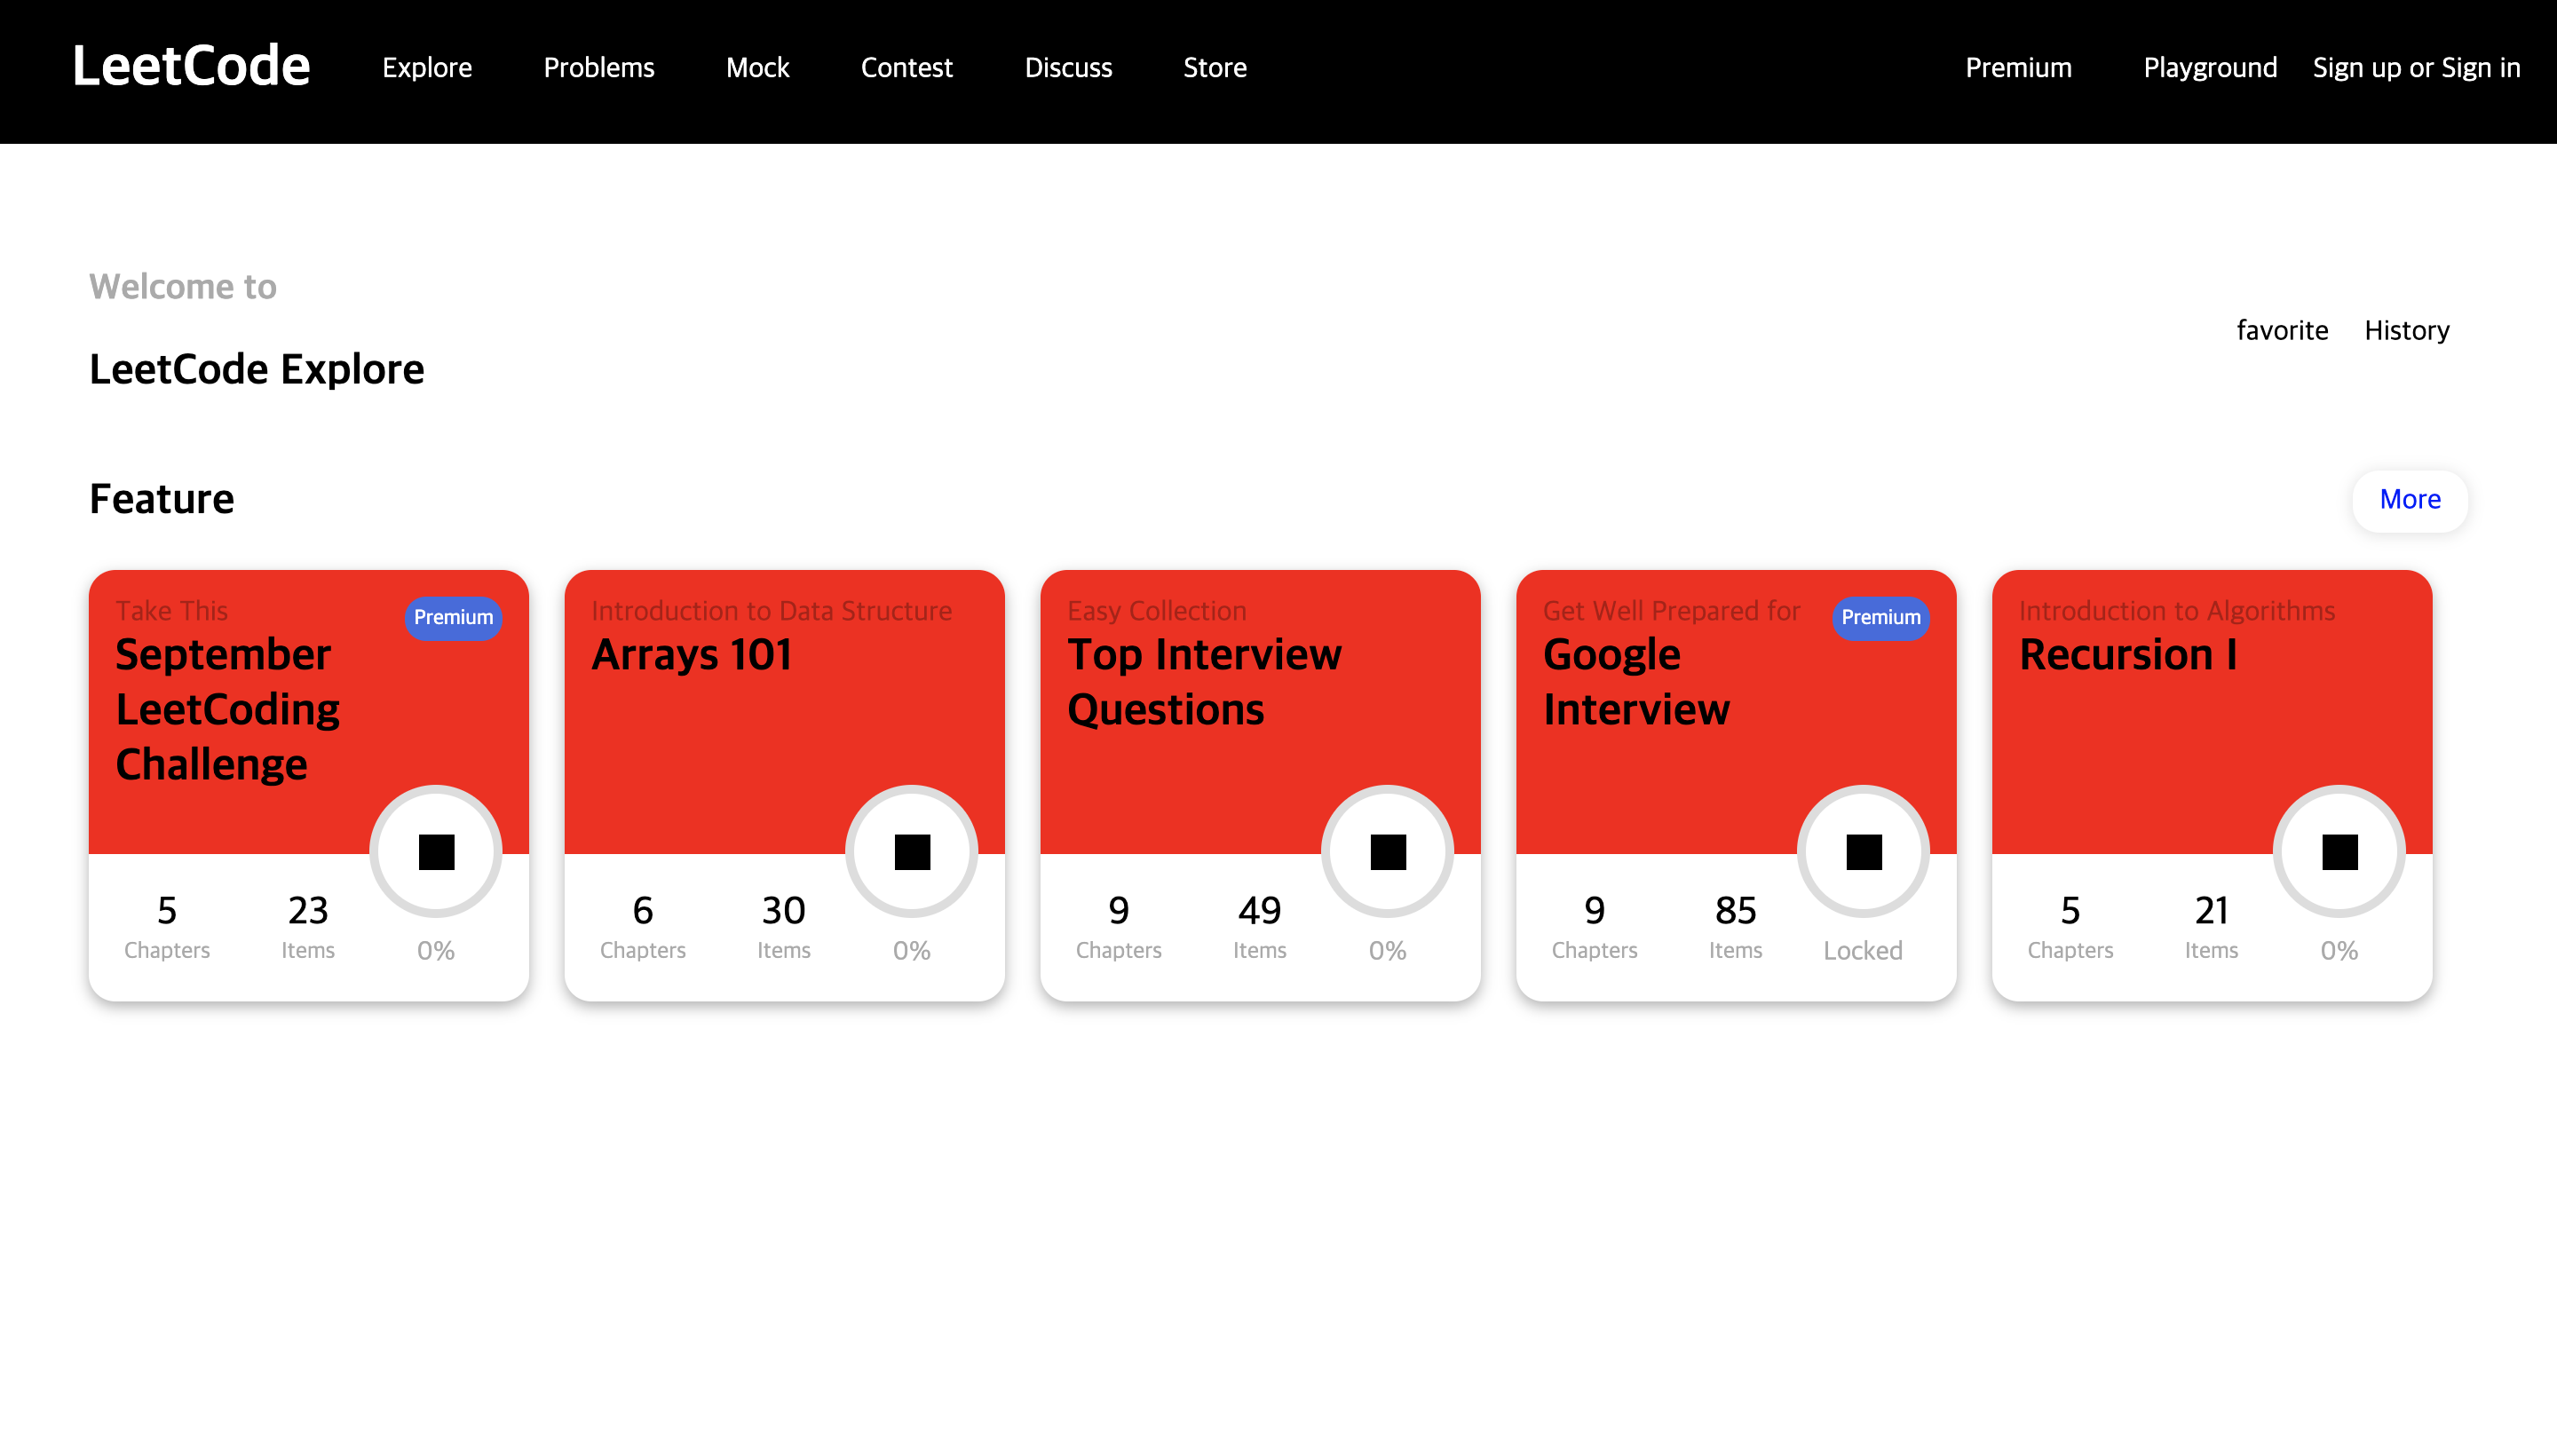 LeetCode Explore Problems Mock Contest Discuss Store Premium Playground Sign up or Sign in
Welcome to
LeetCode Explore
favorite History
Feature
More
Take This
Premium
September
LeetCoding
Challenge
5 23
Chapters Items 0%
Introduction to Data Structure
Arrays 101
6 30
Chapters Items 0%
Easy Collection
Top Interview
Questions
9 49
Chapters Items 0%
Get Well Prepared for
Premium
Google
Interview
9 85
Chapters Items Locked
Introduction to Algorithms
Recursion I
5 21
Chapters Items 0%